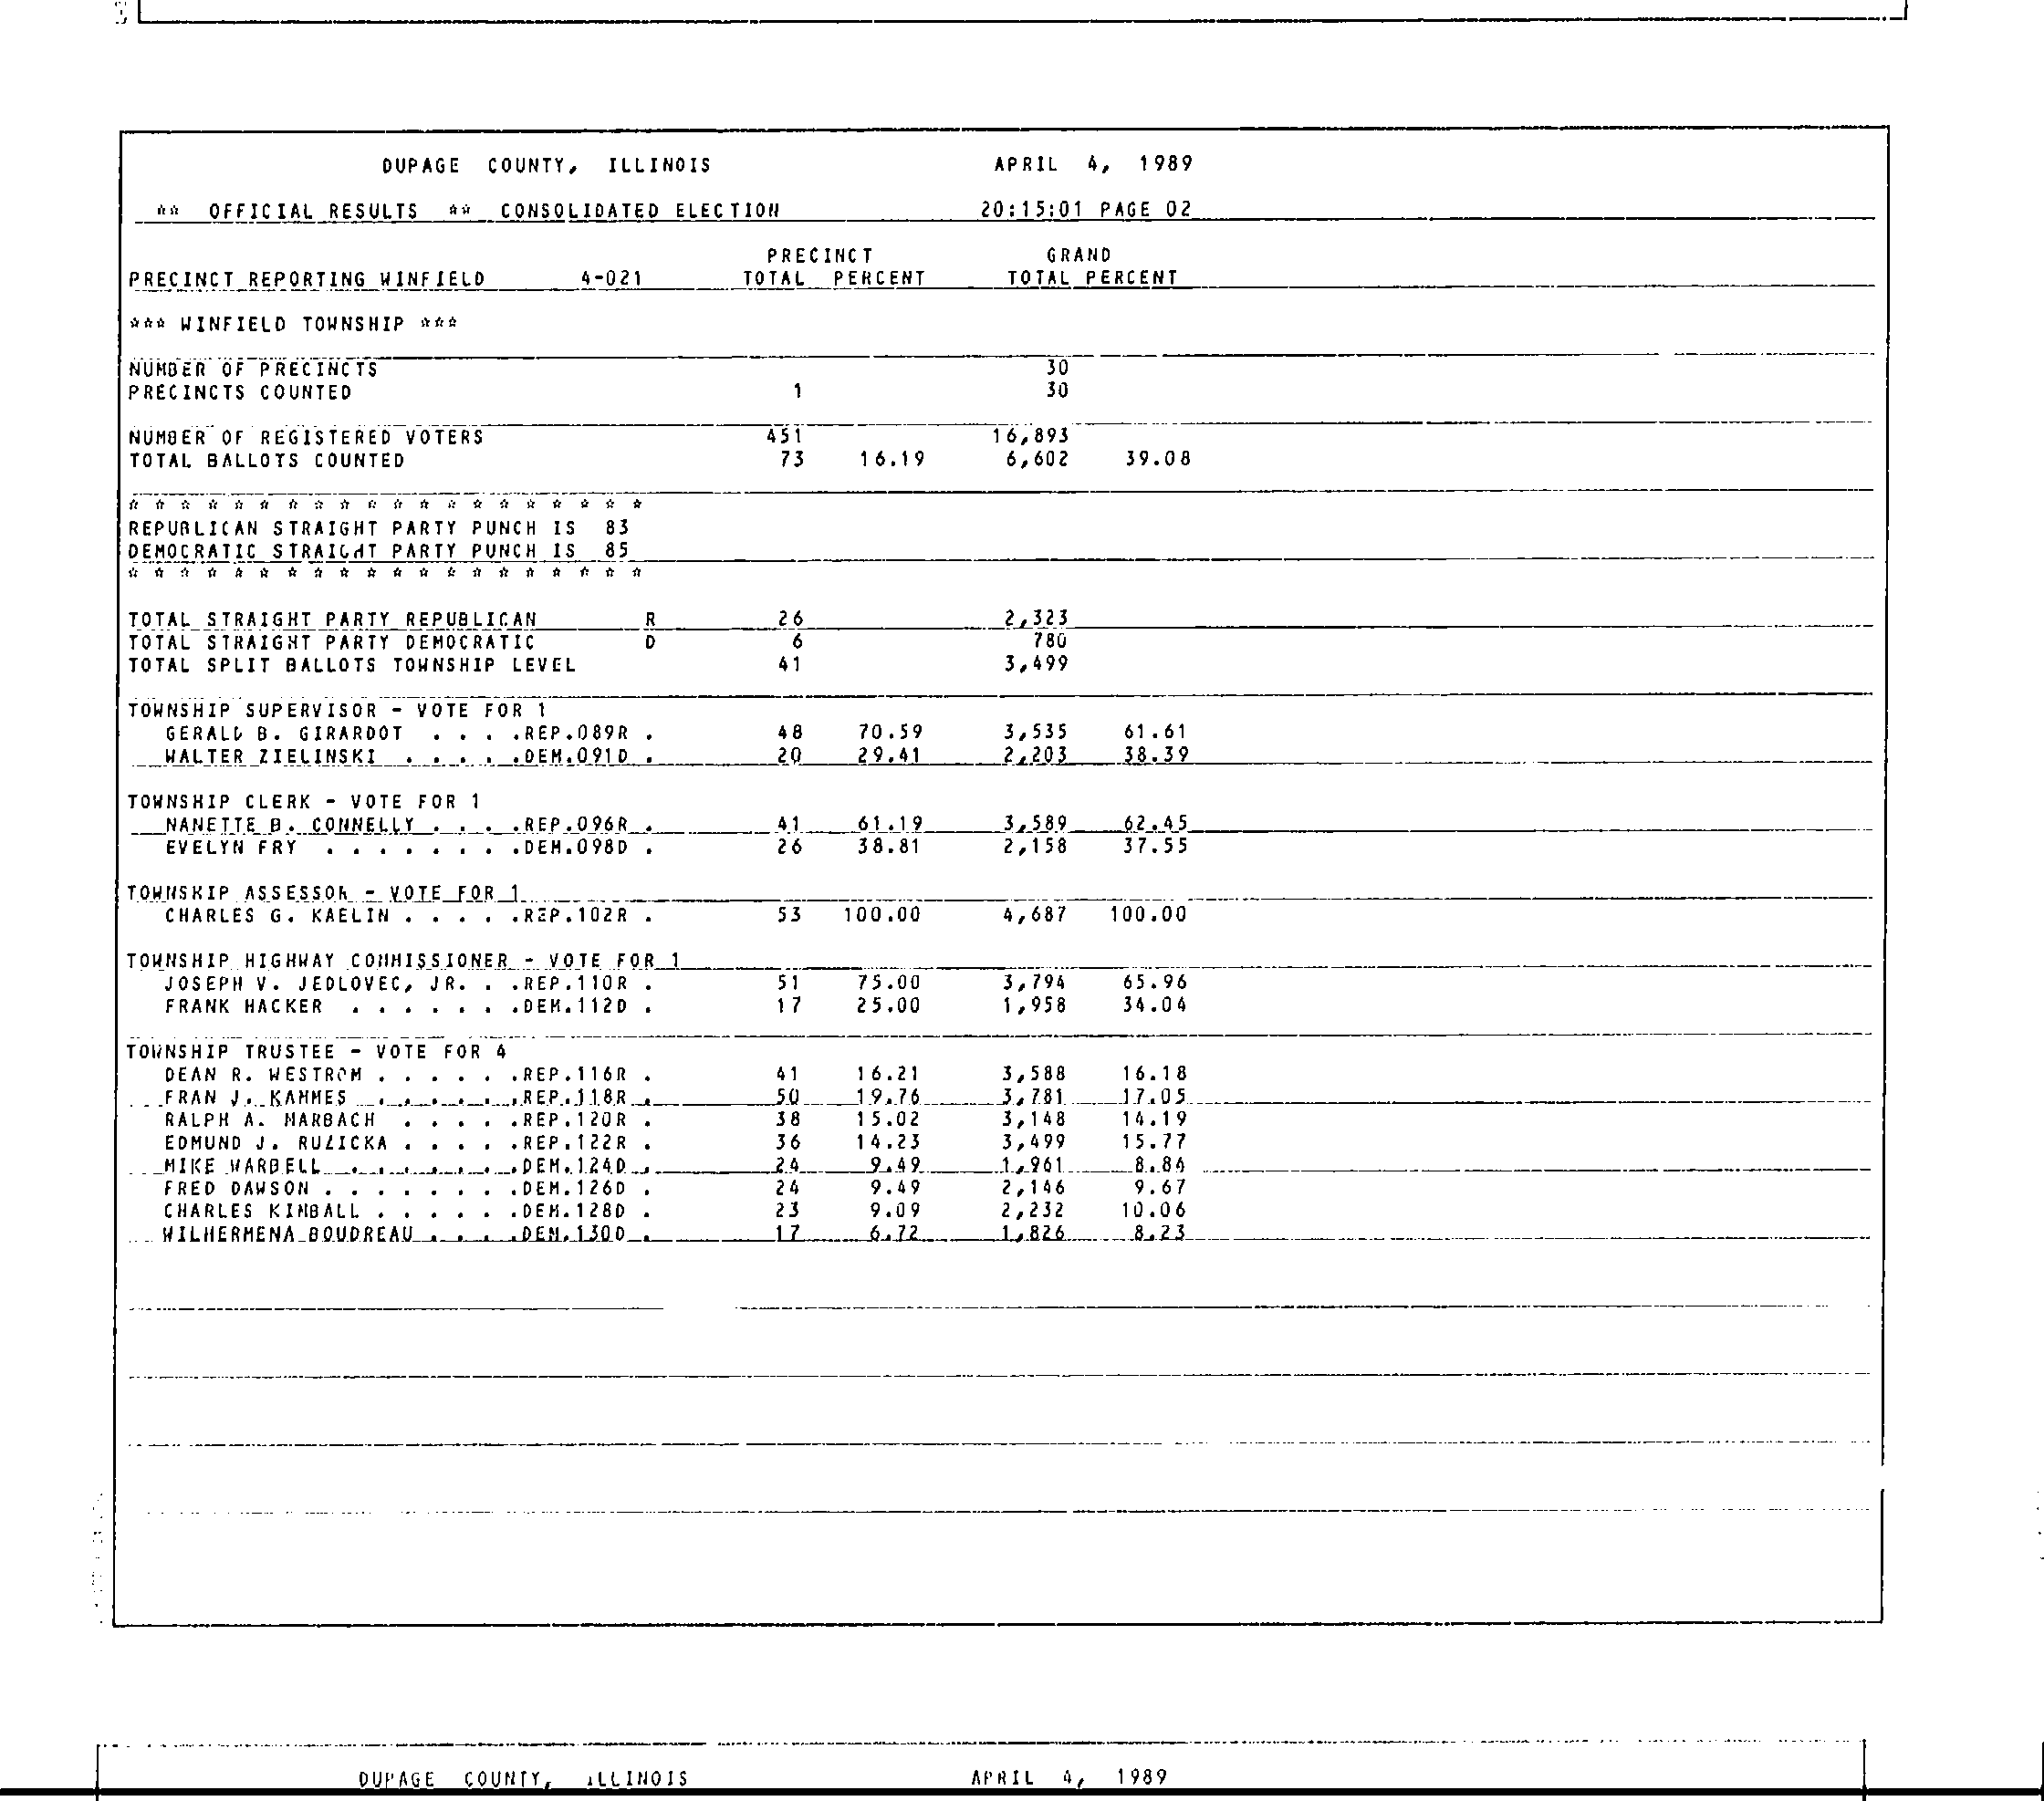 DUPAGE COUNTY, ILLINOIS APRIL 4, 1989
** OFFICIAL RESULTS ** CONSOLIDATED ELECTION 20:15:01 PAGE 02
PRECINCT GRAND
PRECINCT REPORTING WINFIELD 4-021 TOTAL PERCENT TOTAL PERCENT
*** WINFIELD TOWNSHIP ***
NUMBER OF PRECINCTS 30
PRECINCTS COUNTED 1 30
NUMBER OF REGISTERED VOTERS 451 16,893
TOTAL BALLOTS COUNTED 73 16.19 6,602 39.08
* * * * * * * * * * * * * * * * * * * *
REPUBLICAN STRAIGHT PARTY PUNCH IS 83
DEMOCRATIC STRAIGHT PARTY PUNCH IS 85
* * * * * * * * * * * * * * * * * * * *
TOTAL STRAIGHT PARTY REPUBLICAN R 26 2,323
TOTAL STRAIGHT PARTY DEMOCRATIC D 6 780
TOTAL SPLIT BALLOTS TOWNSHIP LEVEL 41 3,499
TOWNSHIP SUPERVISOR - VOTE FOR 1
GERALD B. GIRARDOT . . . .REP.089R . 48 70.59 3,535 61.61
WALTER ZIELINSKI . . . . .DEM.091D . 20 29.41 2,203 38.39
TOWNSHIP CLERK - VOTE FOR 1
NANETTE B. CONNELLY . . . .REP.096R . 41 61.19 3,589 62.45
EVELYN FRY . . . . . . . .DEM.098D . 26 38.81 2,158 37.55
TOWNSHIP ASSESSOR - VOTE FOR 1
CHARLES G. KAELIN . . . . .REP.102R . 53 100.00 4,687 100.00
TOWNSHIP HIGHWAY COMMISSIONER - VOTE FOR 1
JOSEPH V. JEDLOVEC, JR. . .REP.110R . 51 75.00 3,794 65.96
FRANK HACKER . . . . . . .DEM.112D . 17 25.00 1,958 34.04
TOWNSHIP TRUSTEE - VOTE FOR 4
DEAN R. WESTROM . . . . . .REP.116R . 41 16.21 3,588 16.18
FRAN J. KAMMES . . . . . .REP.118R . 50 19.76 3,781 17.05
RALPH A. MARBACH . . . . .REP.120R . 38 15.02 3,148 14.19
EDMUND J. RUZICKA . . . . .REP.122R . 36 14.23 3,499 15.77
MIKE WARBELL . . . . . . .DEM.124D . 24 9.49 1,961 8.84
FRED DAWSON . . . . . . . .DEM.126D . 24 9.49 2,146 9.67
CHARLES KIMBALL . . . . . .DEM.128D . 23 9.09 2,232 10.06
WILHERMENA BOUDREAU . . . .DEM.130D . 17 6.72 1,826 8.23
DUPAGE COUNTY, ILLINOIS APRIL 4, 1989